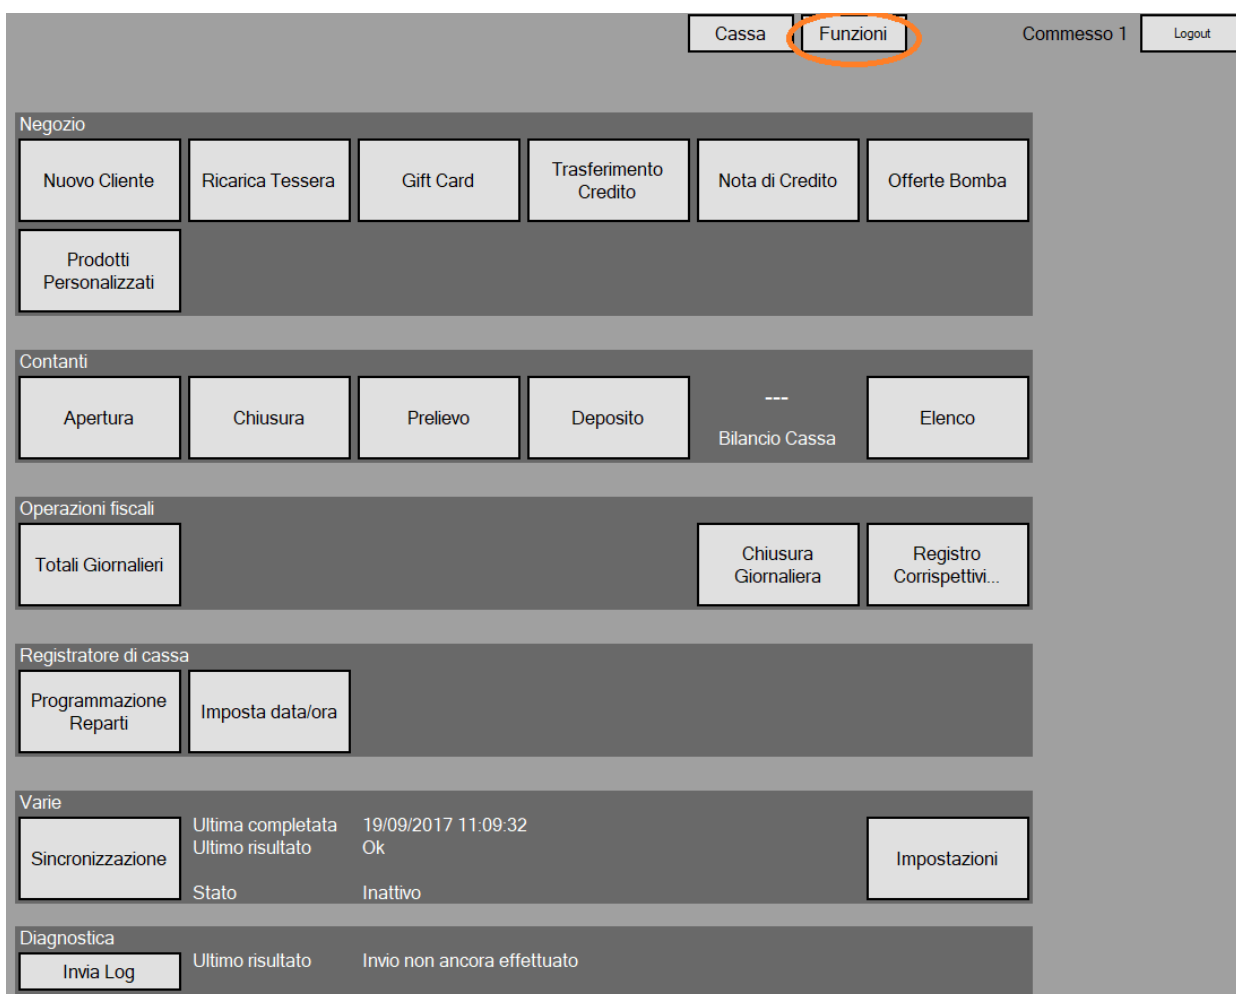 Cassa Funzioni Commesso 1 Logout
Negozio
Nuovo Cliente Ricarica Tessera Gift Card Trasferimento Credito Nota di Credito Offerte Bomba
Prodotti Personalizzati
Contanti
Apertura Chiusura Prelievo Deposito --- Bilancio Cassa Elenco
Operazioni fiscali
Totali Giornalieri Chiusura Giornaliera Registro Corrispettivi...
Registratore di cassa
Programmazione Reparti Imposta data/ora
Varie
Sincronizzazione
Ultima completata 19/09/2017 11:09:32
Ultimo risultato Ok
Stato Inattivo
Impostazioni
Diagnostica
Invia Log Ultimo risultato Invio non ancora effettuato